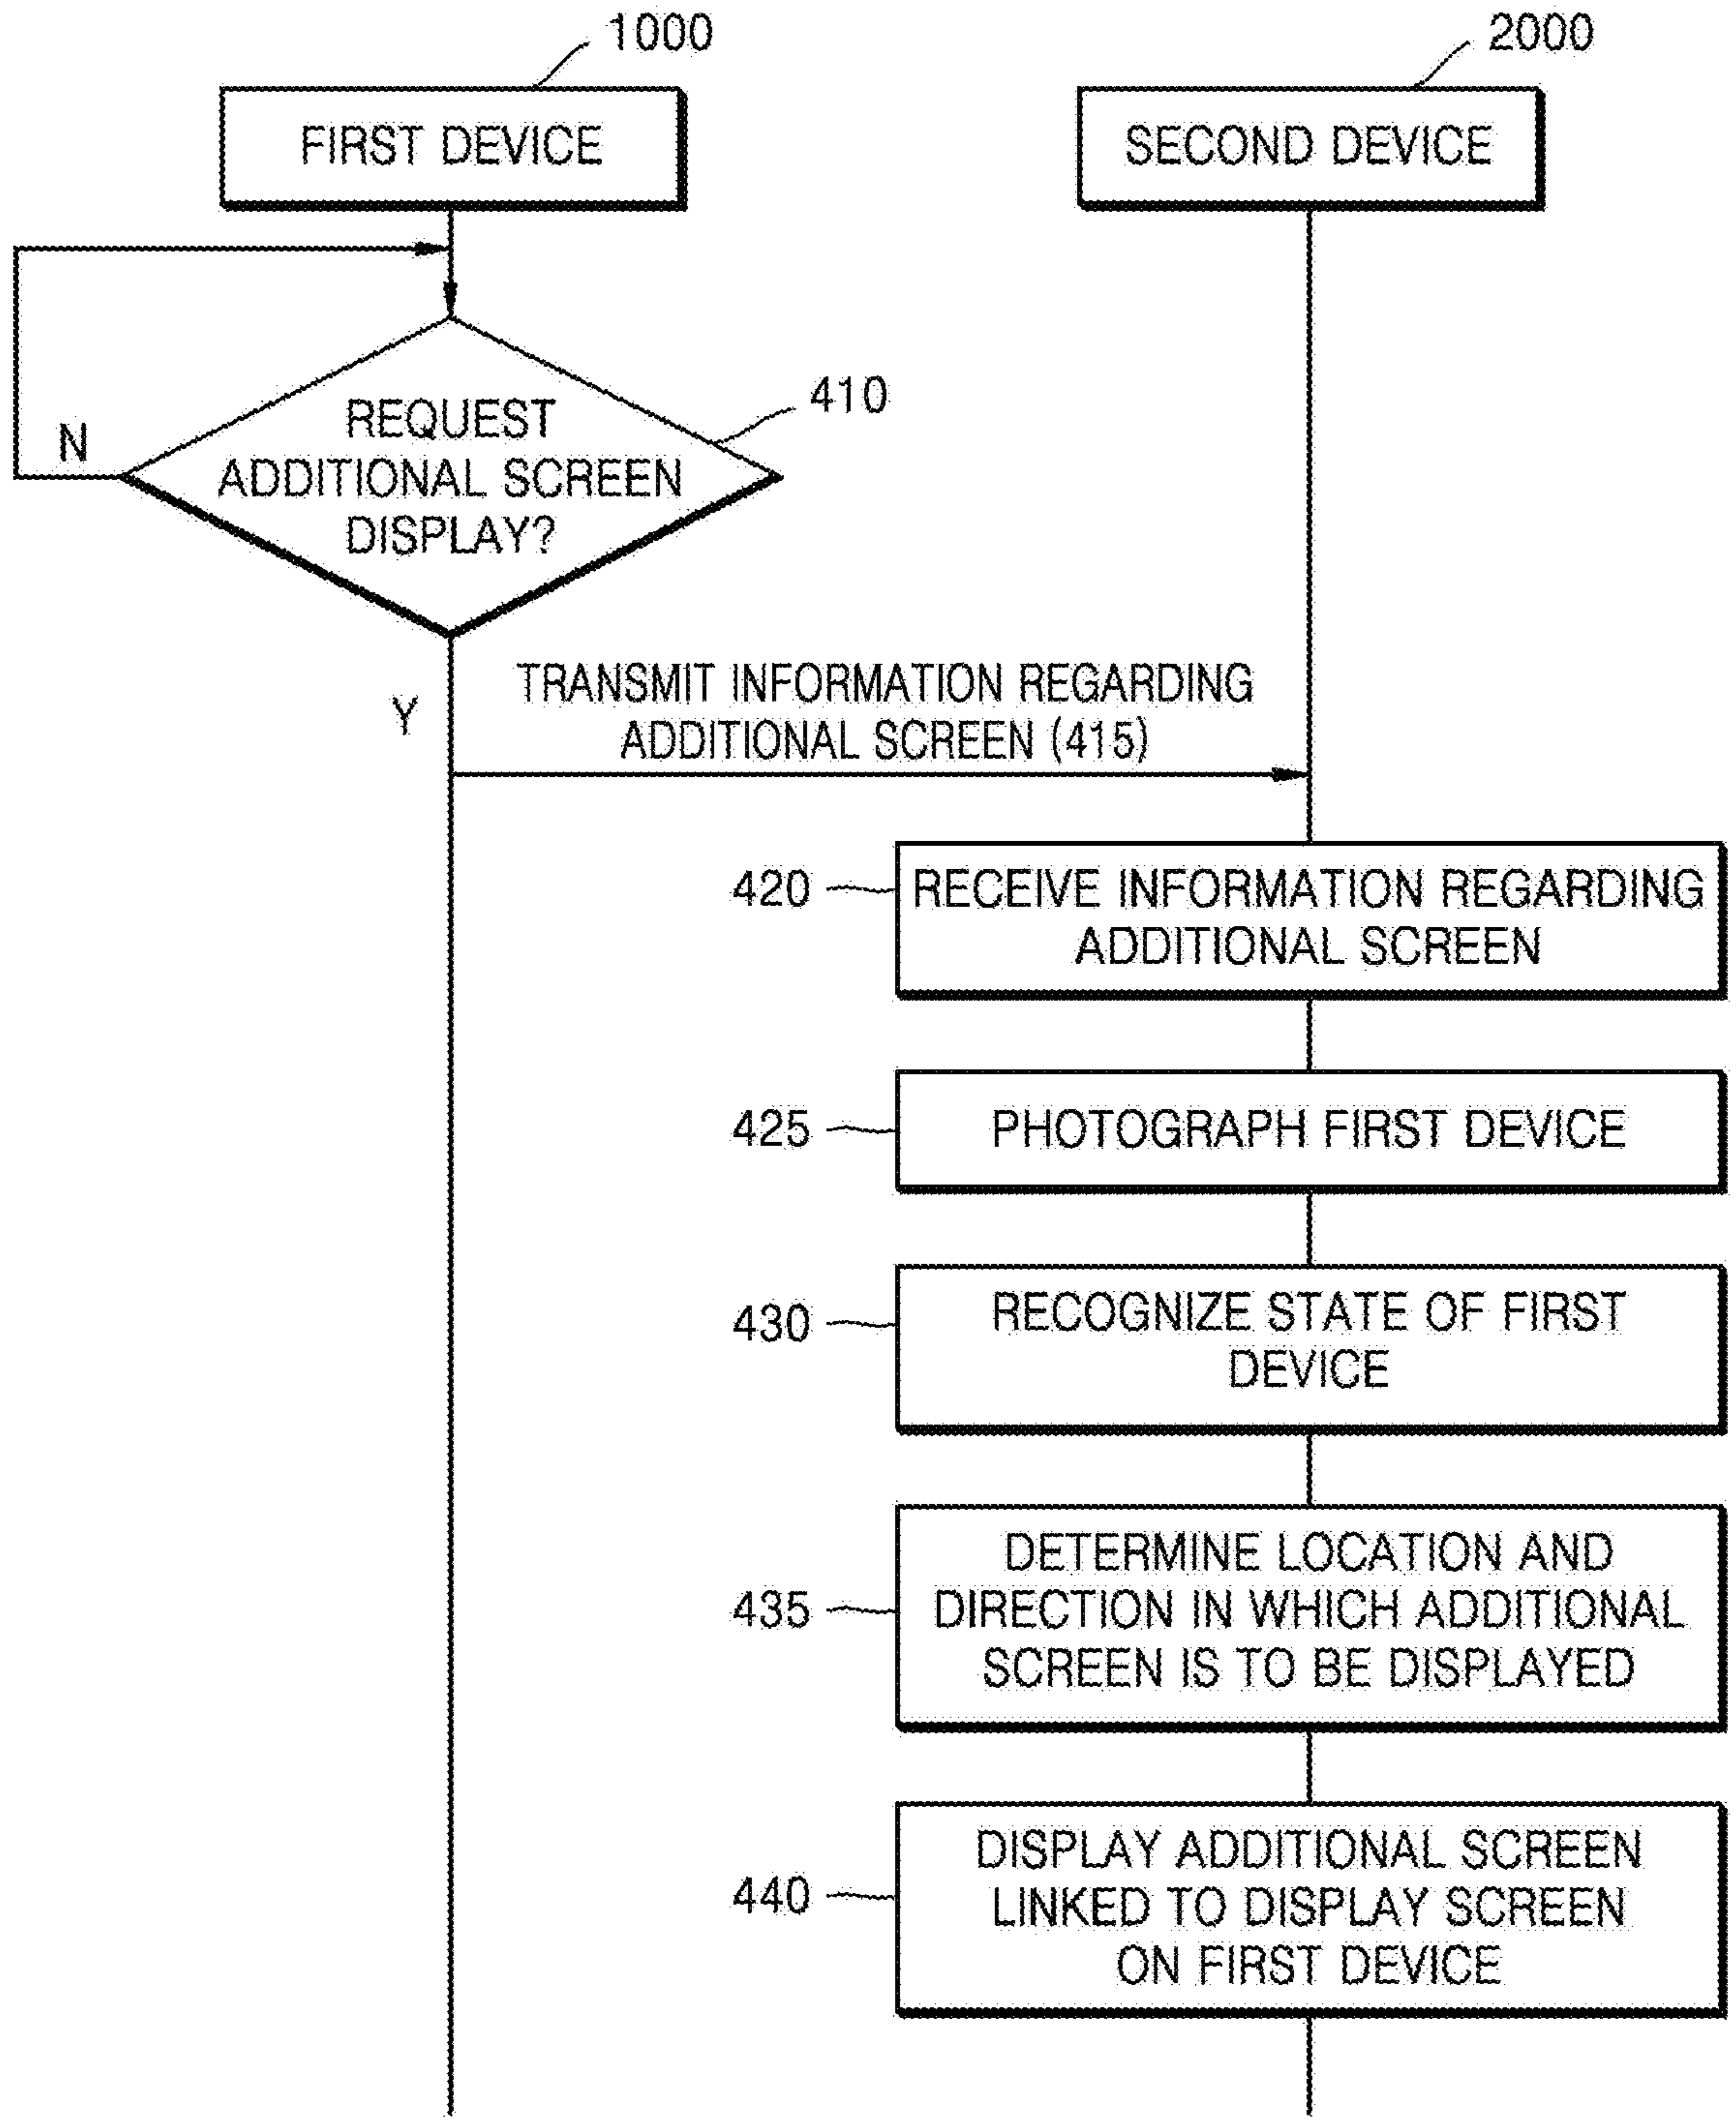 1000
2000
FIRST DEVICE
SECOND DEVICE
410
REQUEST
ADDITIONAL SCREEN
DISPLAY?
N
Y
TRANSMIT INFORMATION REGARDING
ADDITIONAL SCREEN (415)
420
RECEIVE INFORMATION REGARDING
ADDITIONAL SCREEN
425
PHOTOGRAPH FIRST DEVICE
430
RECOGNIZE STATE OF FIRST
DEVICE
435
DETERMINE LOCATION AND
DIRECTION IN WHICH ADDITIONAL
SCREEN IS TO BE DISPLAYED
440
DISPLAY ADDITIONAL SCREEN
LINKED TO DISPLAY SCREEN
ON FIRST DEVICE